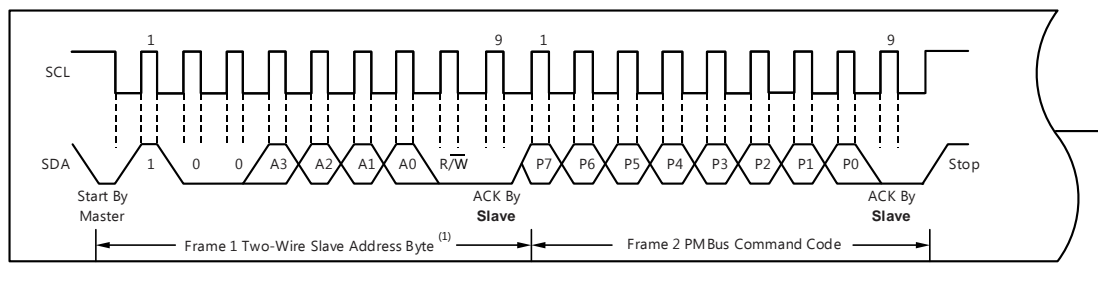 1 9 1 9
SCL
SDA 1 0 0 A3 A2 A1 A0 R/W̅ P7 P6 P5 P4 P3 P2 P1 P0 Stop
Start By ACK By ACK By
Master Slave Slave
Frame 1 Two-Wire Slave Address Byte (1) Frame 2 PMBus Command Code